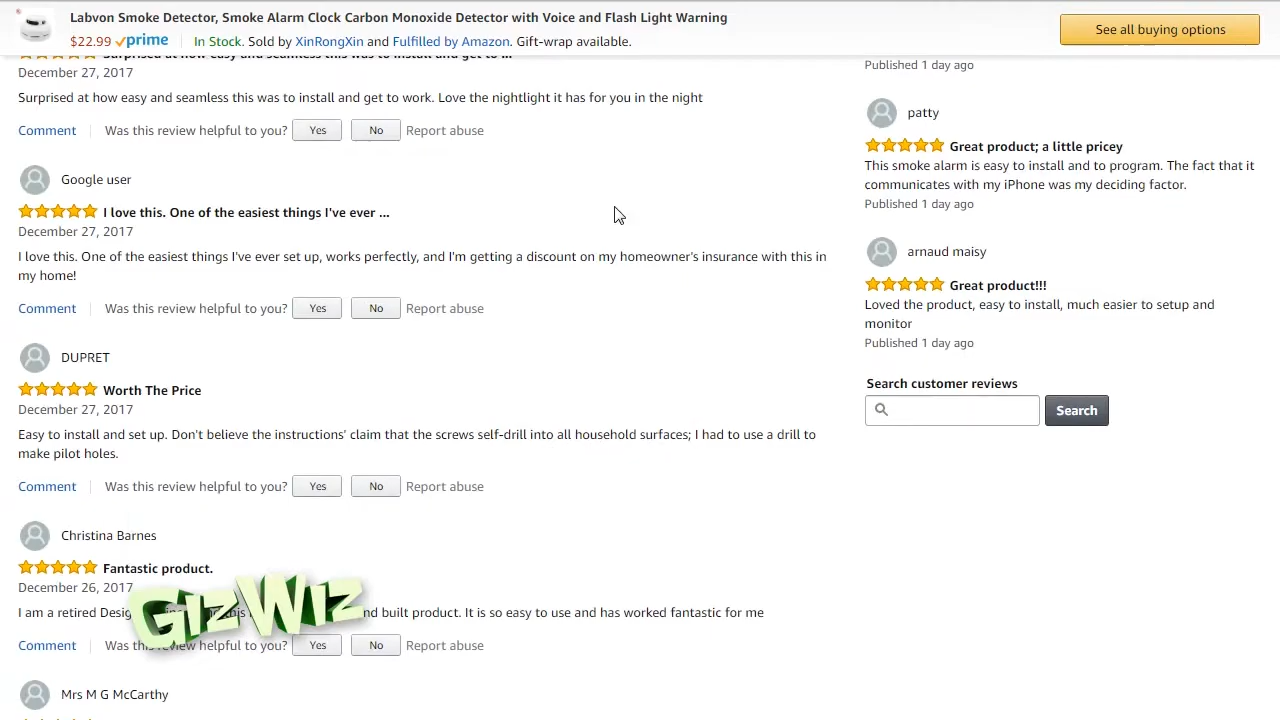 Labvon Smoke Detector, Smoke Alarm Clock Carbon Monoxide Detector with Voice and Flash Light Warning
$22.99 prime In Stock. Sold by XinRongXin and Fulfilled by Amazon. Gift-wrap available.
See all buying options
Surprised at how easy and seamless this was to install and get to ...
December 27, 2017
Surprised at how easy and seamless this was to install and get to work. Love the nightlight it has for you in the night
Comment Was this review helpful to you? Yes No Report abuse
Google user
I love this. One of the easiest things I've ever ...
December 27, 2017
I love this. One of the easiest things I've ever set up, works perfectly, and I'm getting a discount on my homeowner's insurance with this in
my home!
Comment Was this review helpful to you? Yes No Report abuse
DUPRET
Worth The Price
December 27, 2017
Easy to install and set up. Don't believe the instructions' claim that the screws self-drill into all household surfaces; I had to use a drill to
make pilot holes.
Comment Was this review helpful to you? Yes No Report abuse
Christina Barnes
Fantastic product.
December 26, 2017
I am a retired Desig this nd built product. It is so easy to use and has worked fantastic for me
Comment Was this review helpful to you? Yes No Report abuse
GizWiz
Mrs M G McCarthy
Published 1 day ago
patty
Great product; a little pricey
This smoke alarm is easy to install and to program. The fact that it
communicates with my iPhone was my deciding factor.
Published 1 day ago
arnaud maisy
Great product!!!
Loved the product, easy to install, much easier to setup and
monitor
Published 1 day ago
Search customer reviews
Search